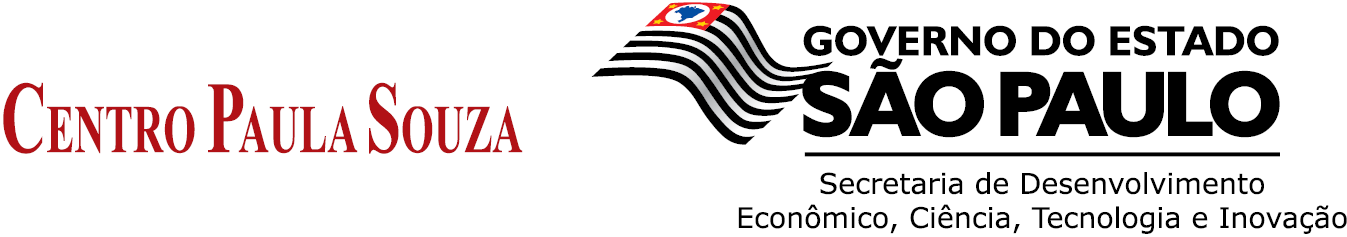 CENTRO PAULA SOUZA
GOVERNO DO ESTADO
SÃO PAULO
Secretaria de Desenvolvimento
Econômico, Ciência, Tecnologia e Inovação